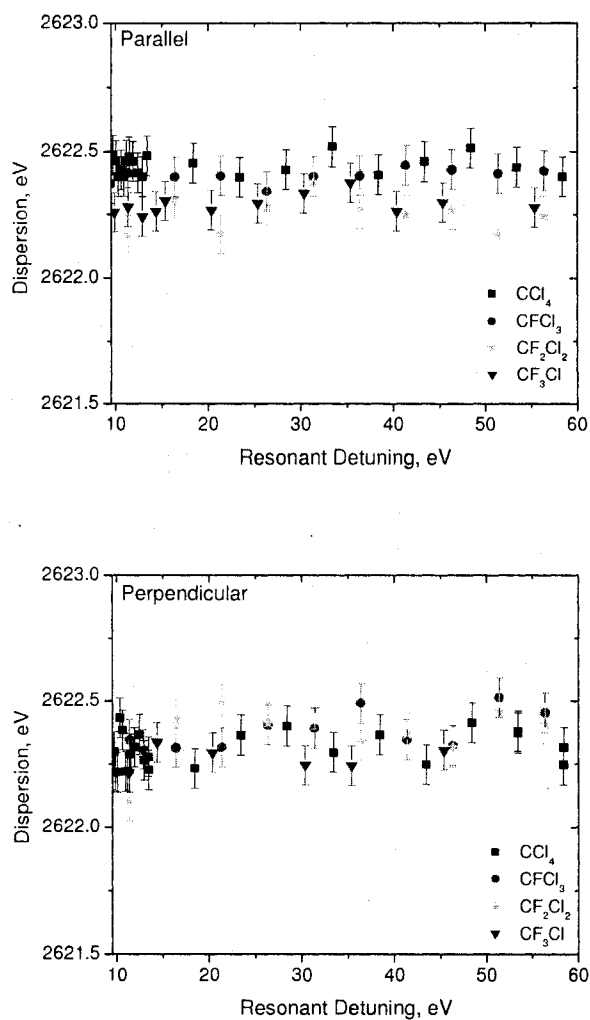 Parallel
2623.0
2622.5
2622.0
2621.5
Dispersion, eV
CCl₄
CFCl₃
CF₂Cl₂
CF₃Cl
10 20 30 40 50 60
Resonant Detuning, eV
Perpendicular
2623.0
2622.5
2622.0
2621.5
Dispersion, eV
CCl₄
CFCl₃
CF₂Cl₂
CF₃Cl
10 20 30 40 50 60
Resonant Detuning, eV